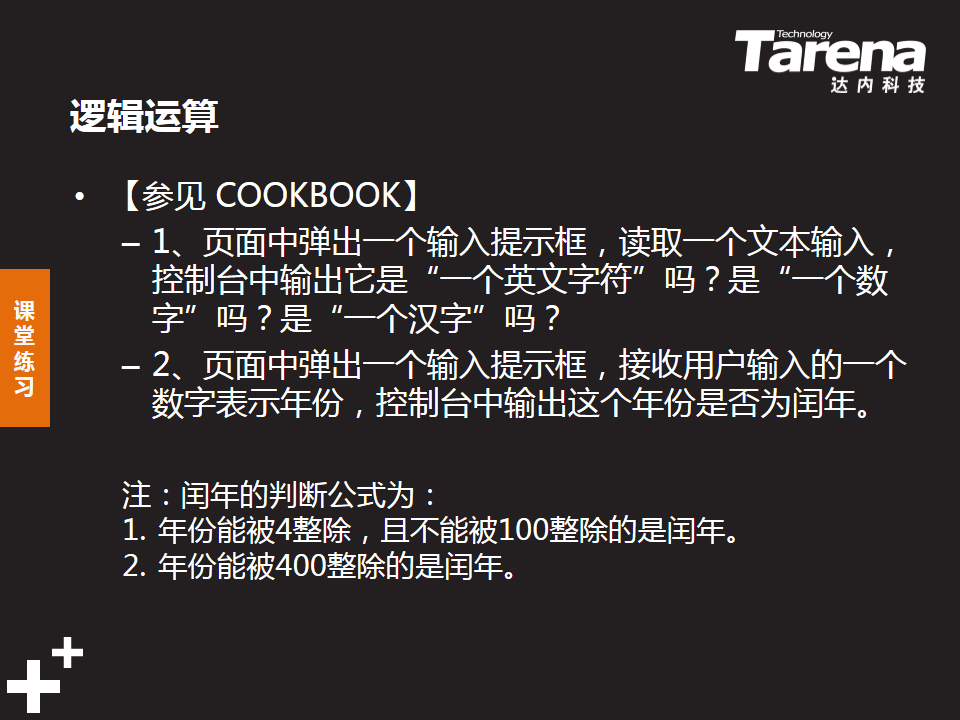 Technology
Tarena
达内科技
逻辑运算
• 【参见 COOKBOOK】
– 1、页面中弹出一个输入提示框，读取一个文本输入，
控制台中输出它是“一个英文字符”吗？是“一个数
字”吗？是“一个汉字”吗？
– 2、页面中弹出一个输入提示框，接收用户输入的一个
数字表示年份，控制台中输出这个年份是否为闰年。
课
堂
练
习
注：闰年的判断公式为：
1. 年份能被4整除，且不能被100整除的是闰年。
2. 年份能被400整除的是闰年。